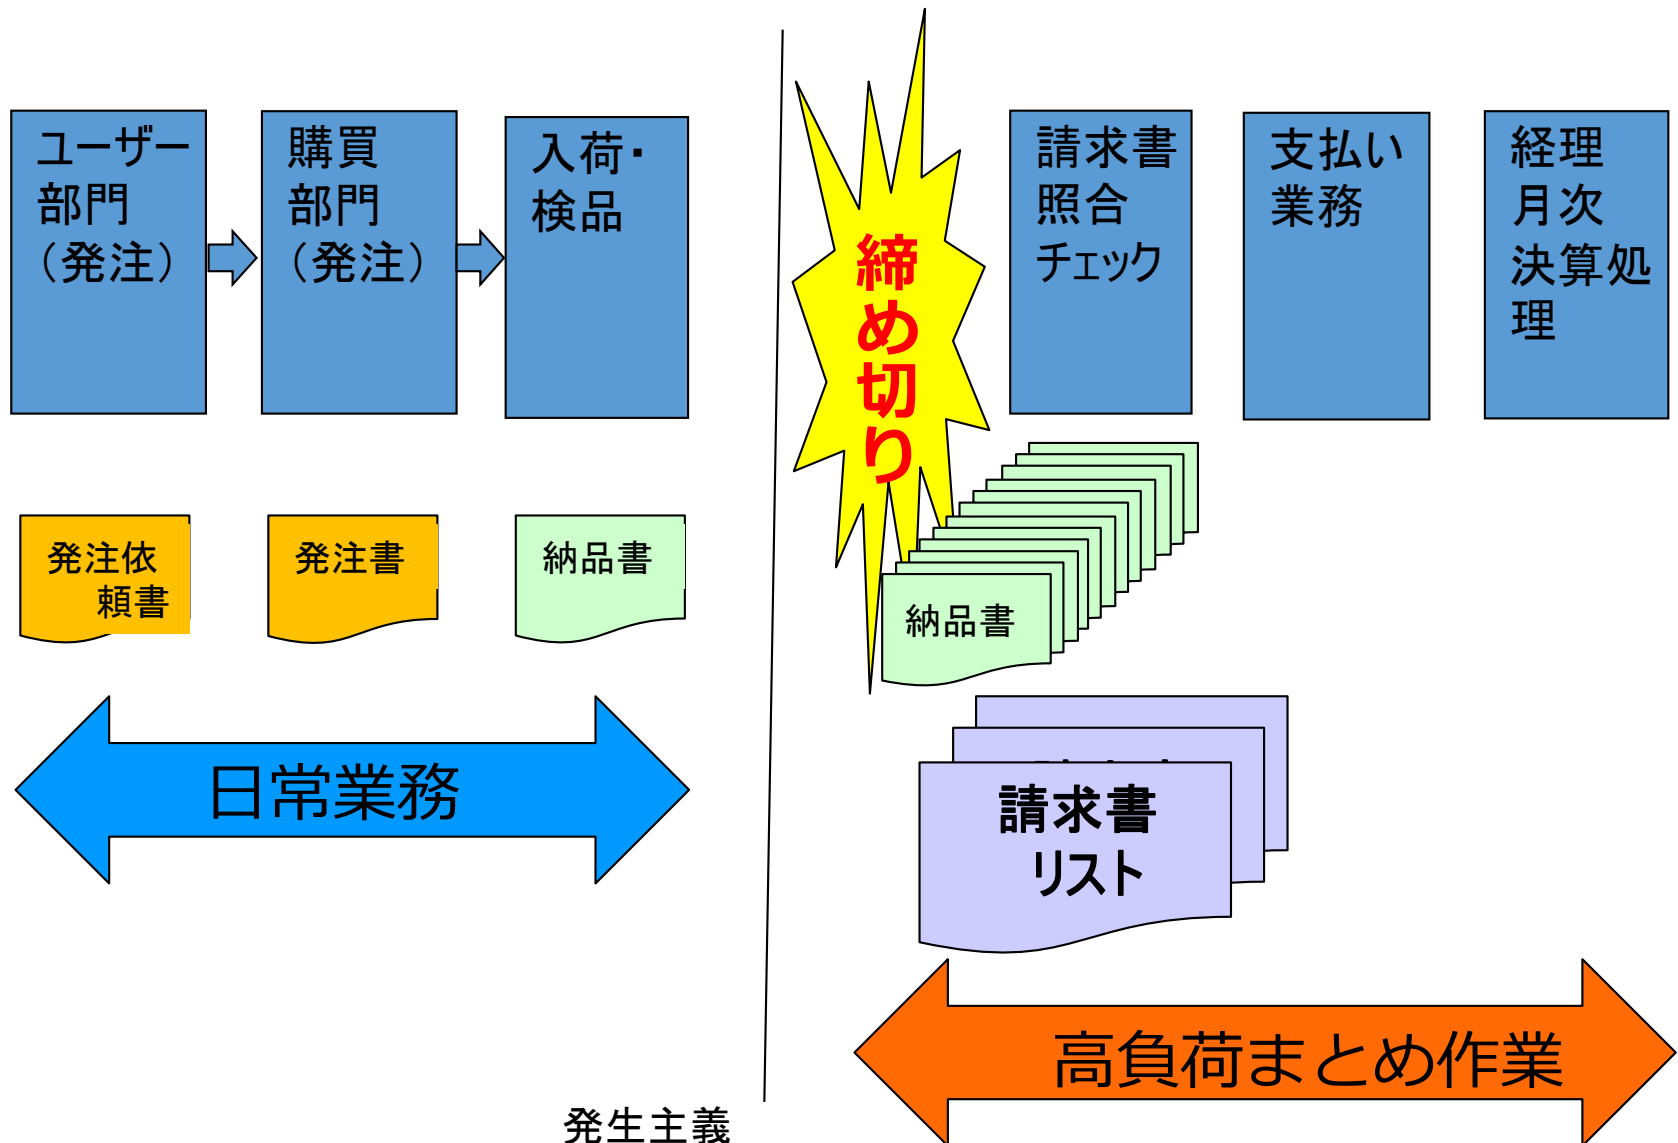 ユーザー
部門
（発注）
購買
部門
（発注）
入荷・
検品
締め切り
請求書
照合
チェック
支払い
業務
経理
月次
決算処
理
発注依
頼書
発注書
納品書
納品書
日常業務
請求書
リスト
高負荷まとめ作業
発生主義